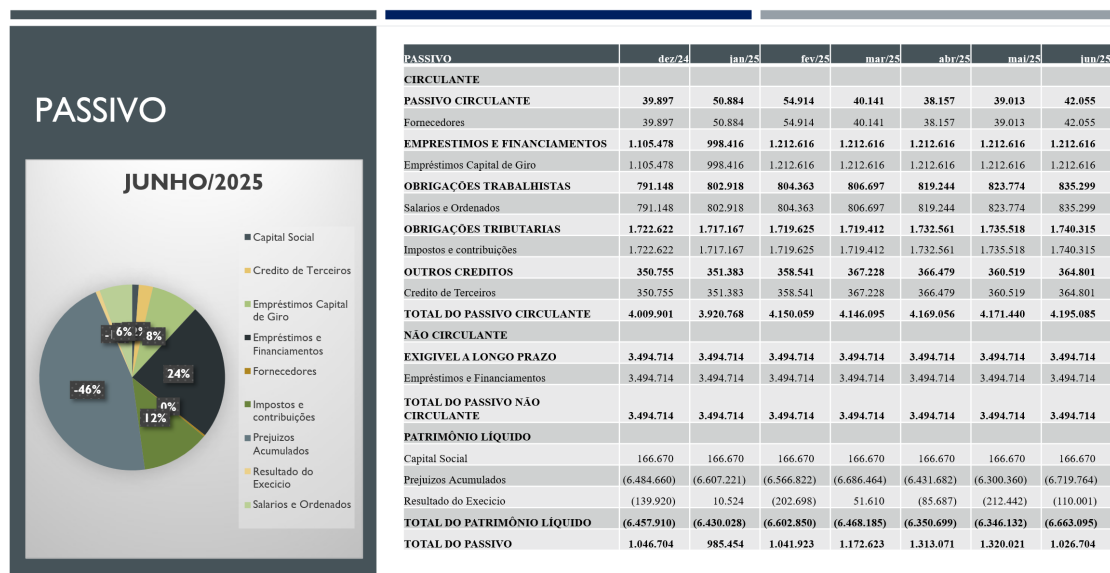 PASSIVO
JUNHO/2025
Capital Social
Credito de Terceiros
Empréstimos Capital
de Giro
Empréstimos e
Financiamentos
Fornecedores
Impostos e
contribuições
Prejuizos
Acumulados
Resultado do
Execicio
Salarios e Ordenados
6%
8%
24%
0%
12%
-46%
PASSIVO dez/24 jan/25 fev/25 mar/25 abr/25 mai/25 jun/25
CIRCULANTE
PASSIVO CIRCULANTE 39.897 50.884 54.914 40.141 38.157 39.013 42.055
Fornecedores 39.897 50.884 54.914 40.141 38.157 39.013 42.055
EMPRESTIMOS E FINANCIAMENTOS 1.105.478 998.416 1.212.616 1.212.616 1.212.616 1.212.616 1.212.616
Empréstimos Capital de Giro 1.105.478 998.416 1.212.616 1.212.616 1.212.616 1.212.616 1.212.616
OBRIGAÇÕES TRABALHISTAS 791.148 802.918 804.363 806.697 819.244 823.774 835.299
Salarios e Ordenados 791.148 802.918 804.363 806.697 819.244 823.774 835.299
OBRIGAÇÕES TRIBUTARIAS 1.722.622 1.717.167 1.719.625 1.719.412 1.732.561 1.735.518 1.740.315
Impostos e contribuições 1.722.622 1.717.167 1.719.625 1.719.412 1.732.561 1.735.518 1.740.315
OUTROS CREDITOS 350.755 351.383 358.541 367.228 366.479 360.519 364.801
Credito de Terceiros 350.755 351.383 358.541 367.228 366.479 360.519 364.801
TOTAL DO PASSIVO CIRCULANTE 4.009.901 3.920.768 4.150.059 4.146.095 4.169.056 4.171.440 4.195.085
NÃO CIRCULANTE
EXIGIVEL A LONGO PRAZO 3.494.714 3.494.714 3.494.714 3.494.714 3.494.714 3.494.714 3.494.714
Empréstimos e Financiamentos 3.494.714 3.494.714 3.494.714 3.494.714 3.494.714 3.494.714 3.494.714
TOTAL DO PASSIVO NÃO
CIRCULANTE 3.494.714 3.494.714 3.494.714 3.494.714 3.494.714 3.494.714 3.494.714
PATRIMÔNIO LÍQUIDO
Capital Social 166.670 166.670 166.670 166.670 166.670 166.670 166.670
Prejuizos Acumulados (6.484.660) (6.607.221) (6.566.822) (6.686.464) (6.431.682) (6.300.360) (6.719.764)
Resultado do Execicio (139.920) 10.524 (202.698) 51.610 (85.687) (212.442) (110.001)
TOTAL DO PATRIMÔNIO LÍQUIDO (6.457.910) (6.430.028) (6.602.850) (6.468.185) (6.350.699) (6.346.132) (6.663.095)
TOTAL DO PASSIVO 1.046.704 985.454 1.041.923 1.172.623 1.313.071 1.320.021 1.026.704